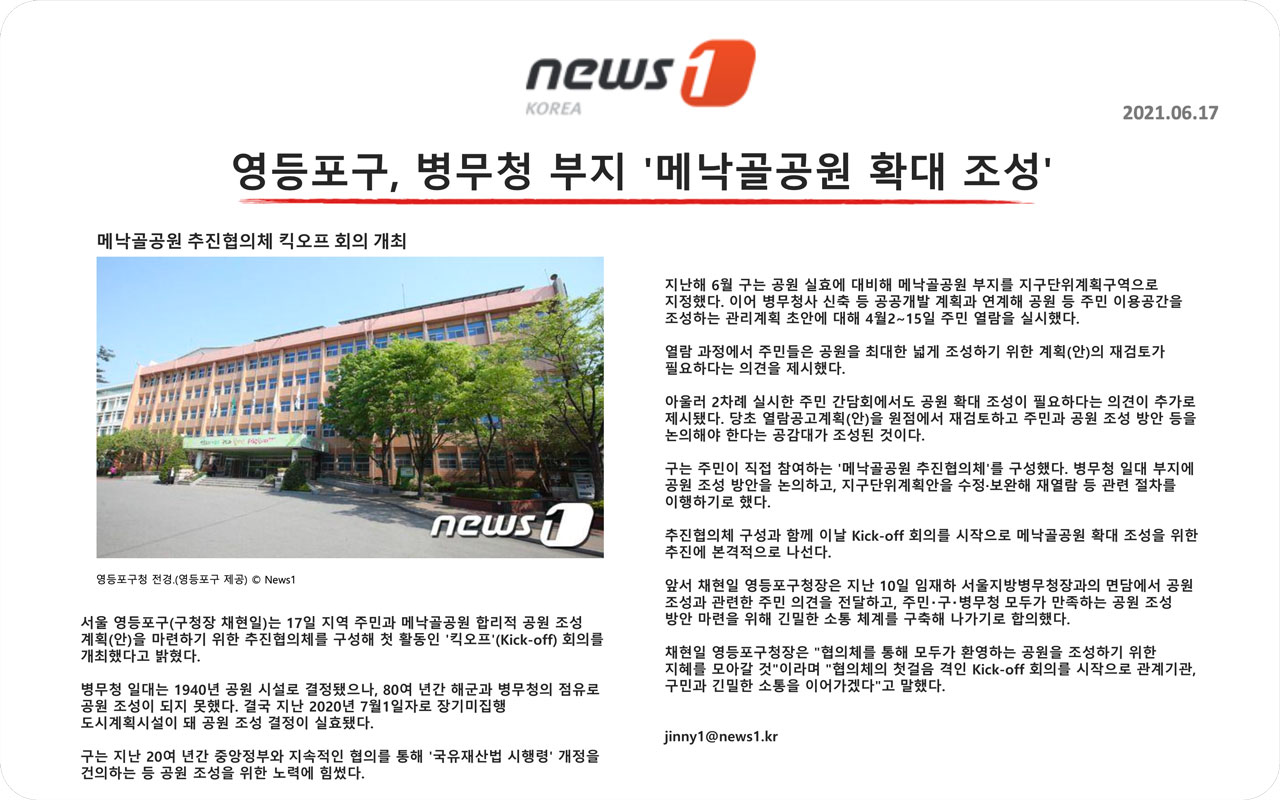 news1
KOREA
2021.06.17
영등포구, 병무청 부지 '메낙골공원 확대 조성'
메낙골공원 추진협의체 킥오프 회의 개최
news1
영등포구청 전경.(영등포구 제공) © News1
서울 영등포구(구청장 채현일)는 17일 지역 주민과 메낙골공원 합리적 공원 조성
계획(안)을 마련하기 위한 추진협의체를 구성해 첫 활동인 '킥오프'(Kick-off) 회의를
개최했다고 밝혔다.
병무청 일대는 1940년 공원 시설로 결정됐으나, 80여 년간 해군과 병무청의 점유로
공원 조성이 되지 못했다. 결국 지난 2020년 7월1일자로 장기미집행
도시계획시설이 돼 공원 조성 결정이 실효됐다.
구는 지난 20여 년간 중앙정부와 지속적인 협의를 통해 '국유재산법 시행령' 개정을
건의하는 등 공원 조성을 위한 노력에 힘썼다.
지난해 6월 구는 공원 실효에 대비해 메낙골공원 부지를 지구단위계획구역으로
지정했다. 이어 병무청사 신축 등 공공개발 계획과 연계해 공원 등 주민 이용공간을
조성하는 관리계획 초안에 대해 4월2~15일 주민 열람을 실시했다.
열람 과정에서 주민들은 공원을 최대한 넓게 조성하기 위한 계획(안)의 재검토가
필요하다는 의견을 제시했다.
아울러 2차례 실시한 주민 간담회에서도 공원 확대 조성이 필요하다는 의견이 추가로
제시됐다. 당초 열람공고계획(안)을 원점에서 재검토하고 주민과 공원 조성 방안 등을
논의해야 한다는 공감대가 조성된 것이다.
구는 주민이 직접 참여하는 '메낙골공원 추진협의체'를 구성했다. 병무청 일대 부지에
공원 조성 방안을 논의하고, 지구단위계획안을 수정·보완해 재열람 등 관련 절차를
이행하기로 했다.
추진협의체 구성과 함께 이날 Kick-off 회의를 시작으로 메낙골공원 확대 조성을 위한
추진에 본격적으로 나선다.
앞서 채현일 영등포구청장은 지난 10일 임재하 서울지방병무청장과의 면담에서 공원
조성과 관련한 주민 의견을 전달하고, 주민·구·병무청 모두가 만족하는 공원 조성
방안 마련을 위해 긴밀한 소통 체계를 구축해 나가기로 합의했다.
채현일 영등포구청장은 "협의체를 통해 모두가 환영하는 공원을 조성하기 위한
지혜를 모아갈 것"이라며 "협의체의 첫걸음 격인 Kick-off 회의를 시작으로 관계기관,
구민과 긴밀한 소통을 이어가겠다"고 말했다.
jinny1@news1.kr